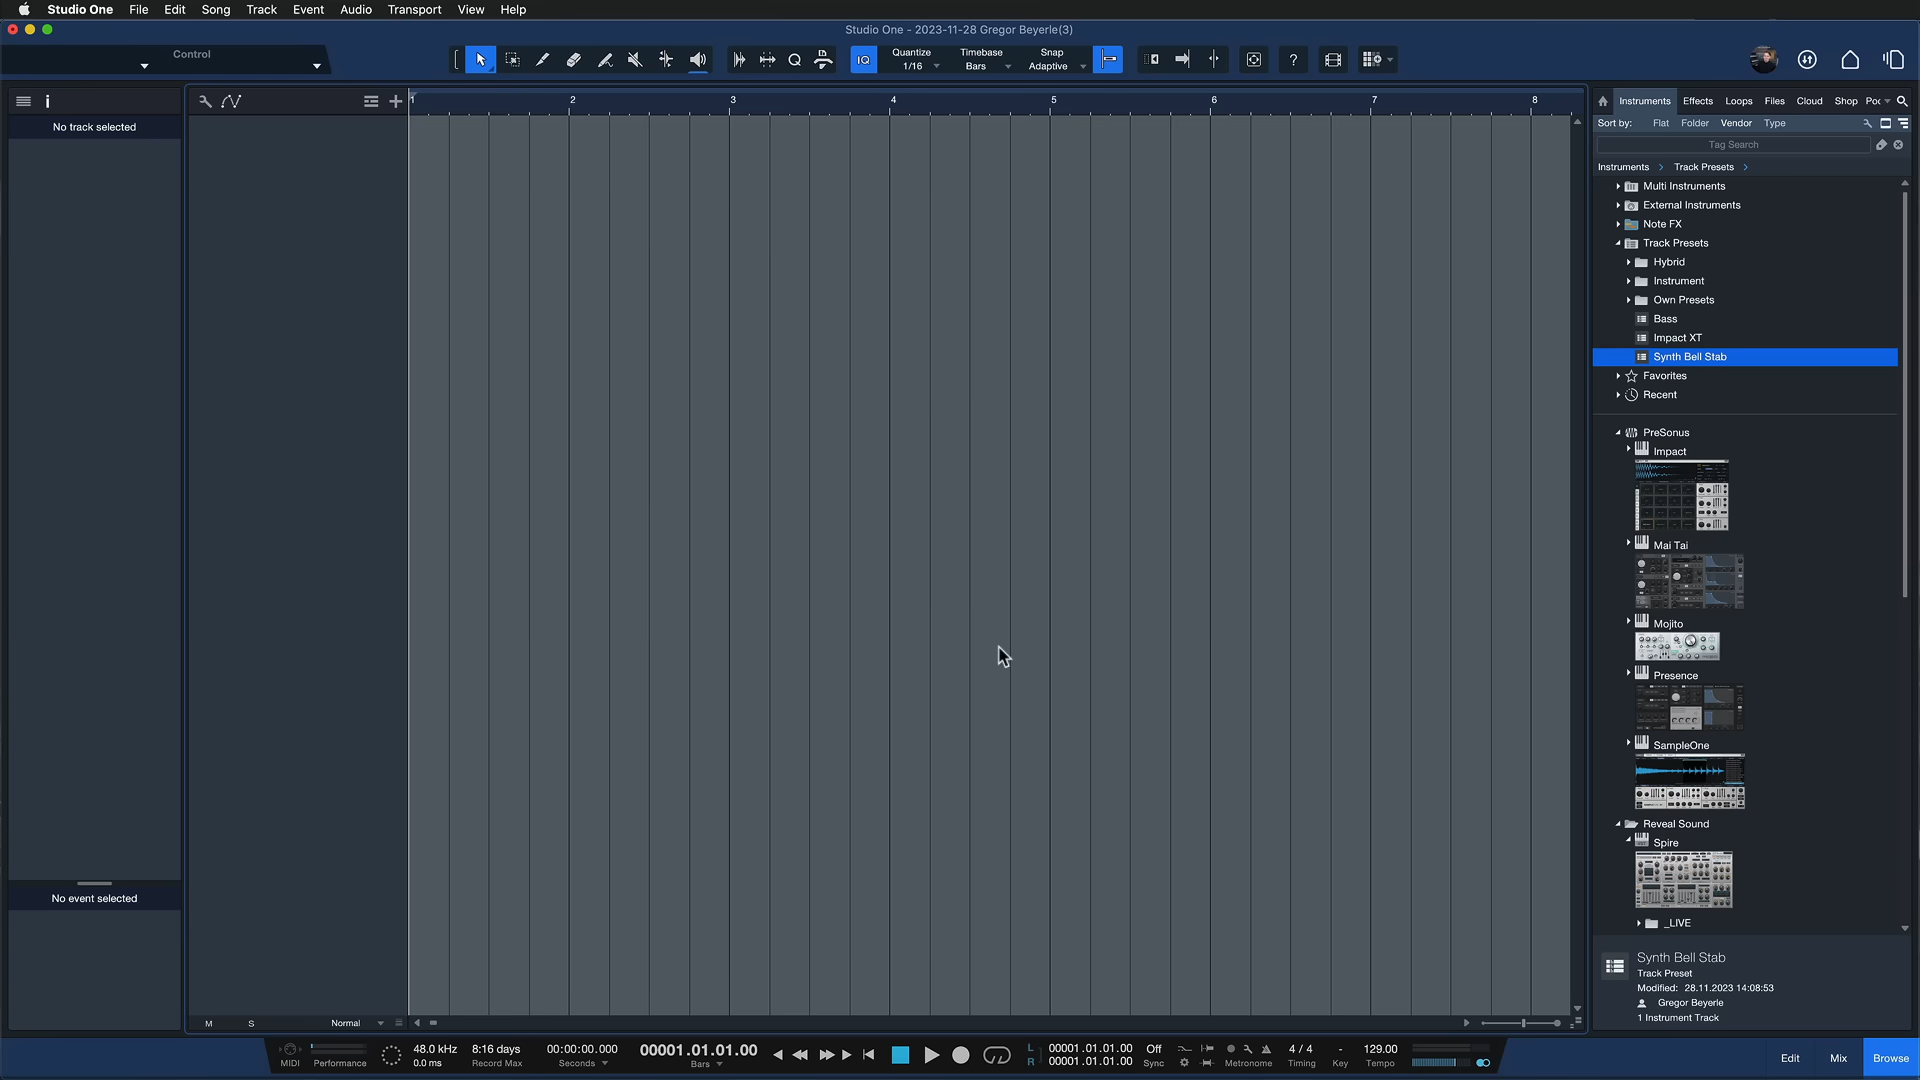 Studio One File Edit Song Track Event Audio Transport View Help
Studio One - 2023-11-28 Gregor Beyerle(3)
Control
IQ
Quantize
1/16
Timebase
Bars
Snap
Adaptive
?
i
No track selected
1 2 3 4 5 6 7 8
Instruments Effects Loops Files Cloud Shop Poc
Sort by: Flat Folder Vendor Type
Tag Search
Instruments Track Presets
Multi Instruments
External Instruments
Note FX
Track Presets
Hybrid
Instrument
Own Presets
Bass
Impact XT
Synth Bell Stab
Favorites
Recent
PreSonus
Impact
Mai Tai
Mojito
Presence
SampleOne
Reveal Sound
Spire
_LIVE
No event selected
Synth Bell Stab
Track Preset
Modified: 28.11.2023 14:08:53
Gregor Beyerle
1 Instrument Track
M S Normal
MIDI
Performance
48.0 kHz
0.0 ms
8:16 days
Record Max
00:00:00.000
Seconds
00001.01.01.00
Bars
L 00001.01.01.00
R 00001.01.01.00
Off
Sync
Metronome
4 / 4
Timing
-
Key
129.00
Tempo
Edit Mix Browse